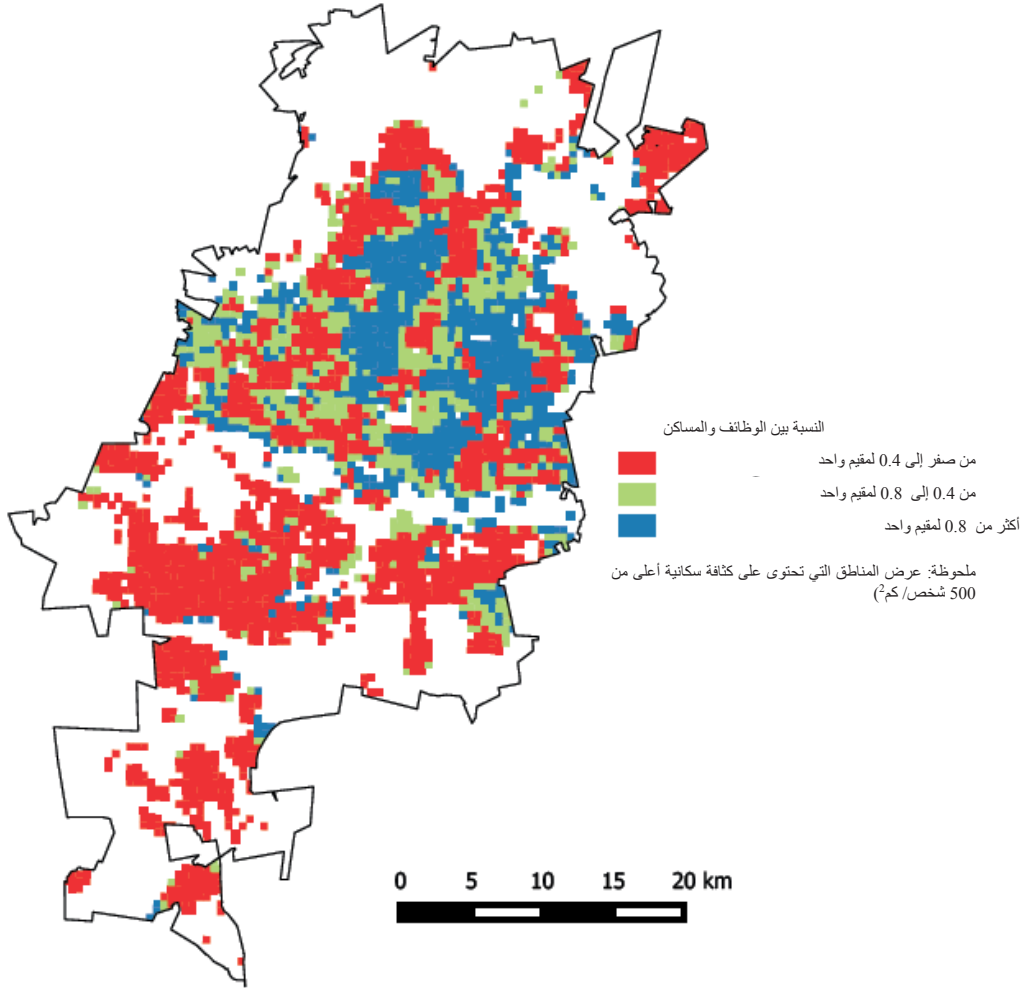 النسبة بين الوظائف والمساكن
من صفر إلى 0.4 لمقيم واحد
من 0.4 إلى 0.8 لمقيم واحد
أكثر من 0.8 لمقيم واحد
ملحوظة: عرض المناطق التي تحتوى على كثافة سكانية أعلى من
500 شخص/ كم²)
0 5 10 15 20 km